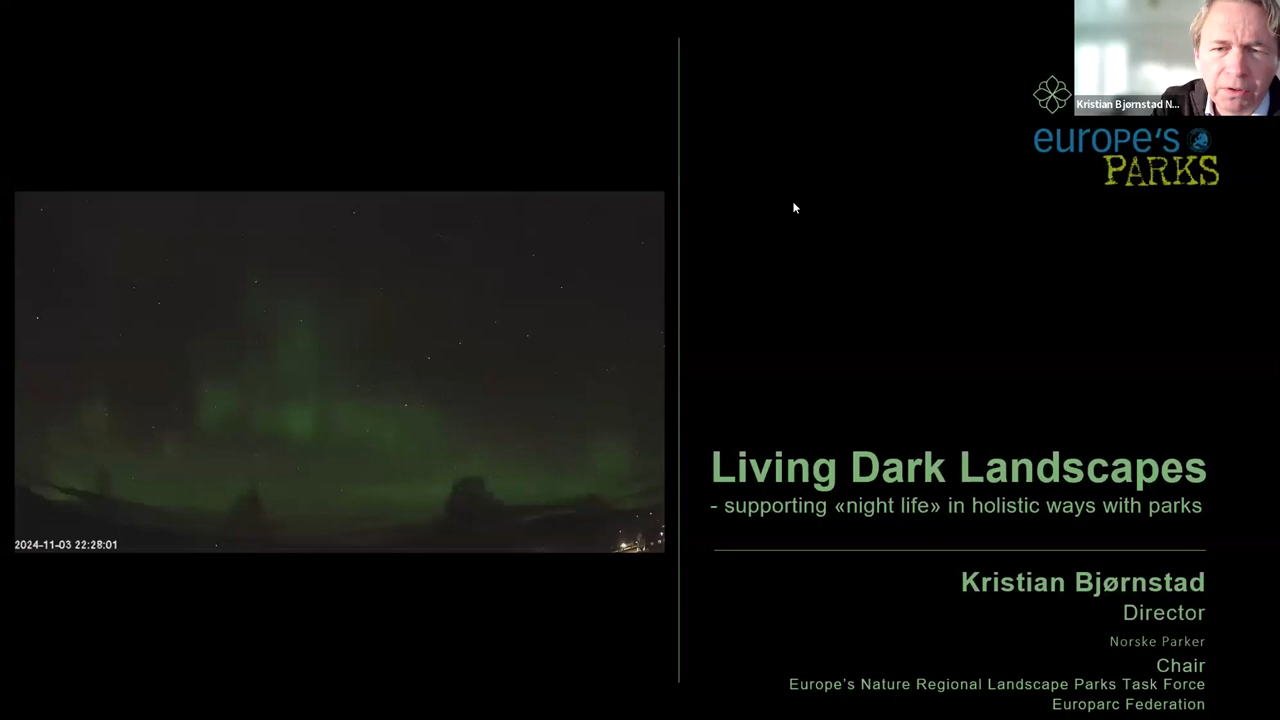 Kristian Bjørnstad N...
europe's
PARKS
2024-11-03 22:28:01
Living Dark Landscapes
- supporting «night life» in holistic ways with parks
Kristian Bjørnstad
Director
Norske Parker
Chair
Europe's Nature Regional Landscape Parks Task Force
Europarc Federation